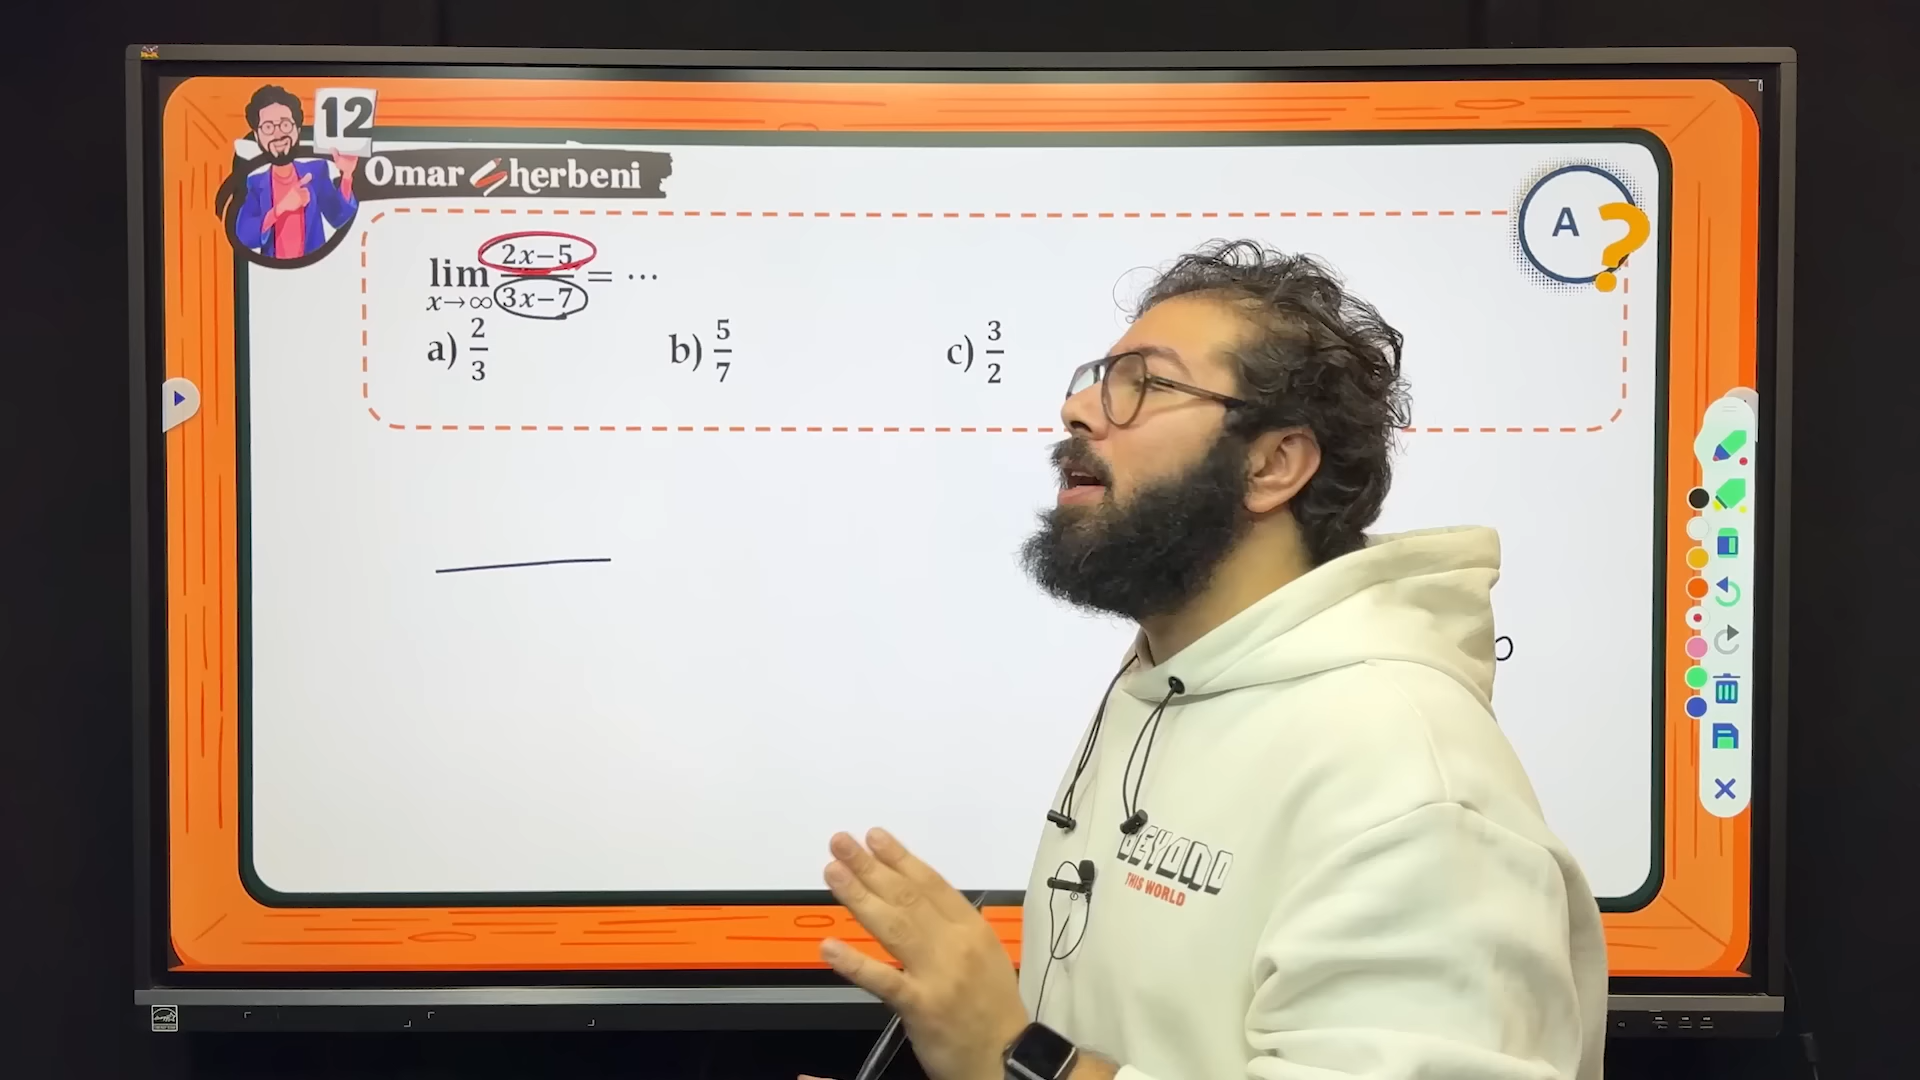 12
Omar Sherbeni
A ?
lim x→∞ (2x−5)/(3x−7) = ⋯
a) 2/3 b) 5/7 c) 3/2
BEYOND
THIS WORLD